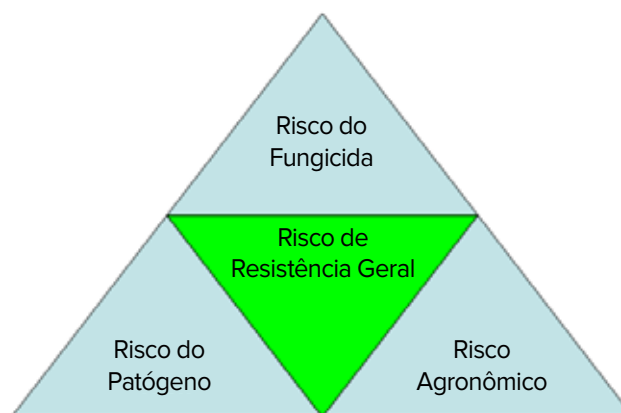 Risco do
Fungicida
Risco de
Resistência Geral
Risco do
Patógeno
Risco
Agronômico